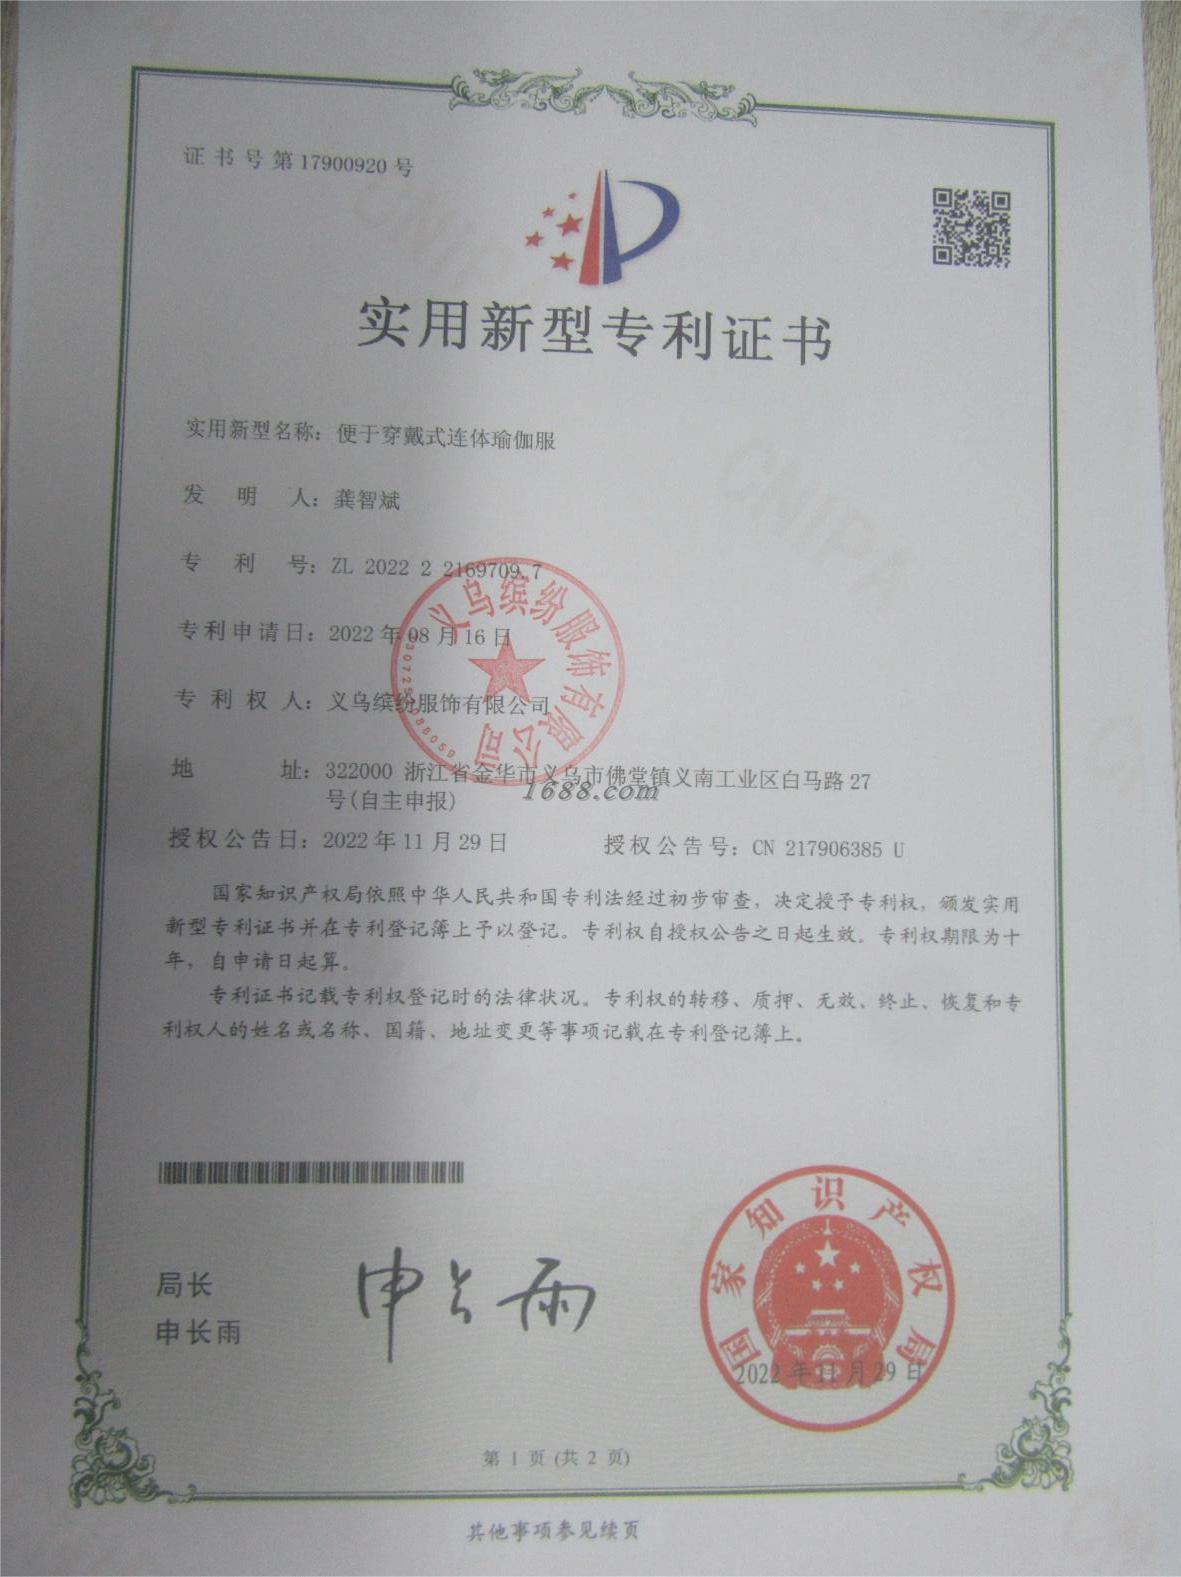 证书号第17900920号
实用新型专利证书
实用新型名称：便于穿戴式连体瑜伽服
发明人：龚智斌
专利号：ZL 2022 2 2169709.7
专利申请日：2022年08月16日
专利权人：义乌缤纷服饰有限公司
地址：322000 浙江省金华市义乌市佛堂镇义南工业区白马路27
号(自主申报)
授权公告日：2022年11月29日 授权公告号：CN 217906385 U
义乌缤纷服饰有限公司
1688.com
国家知识产权局依照中华人民共和国专利法经过初步审查，决定授予专利权，颁发实用
新型专利证书并在专利登记簿上予以登记。专利权自授权公告之日起生效。专利权期限为十
年，自申请日起算。
专利证书记载专利权登记时的法律状况。专利权的转移、质押、无效、终止、恢复和专
利权人的姓名或名称、国籍、地址变更等事项记载在专利登记簿上。
局长
申长雨
申长雨
国家知识产权局
2022年11月29日
第 1 页 (共 2 页)
其他事项参见续页